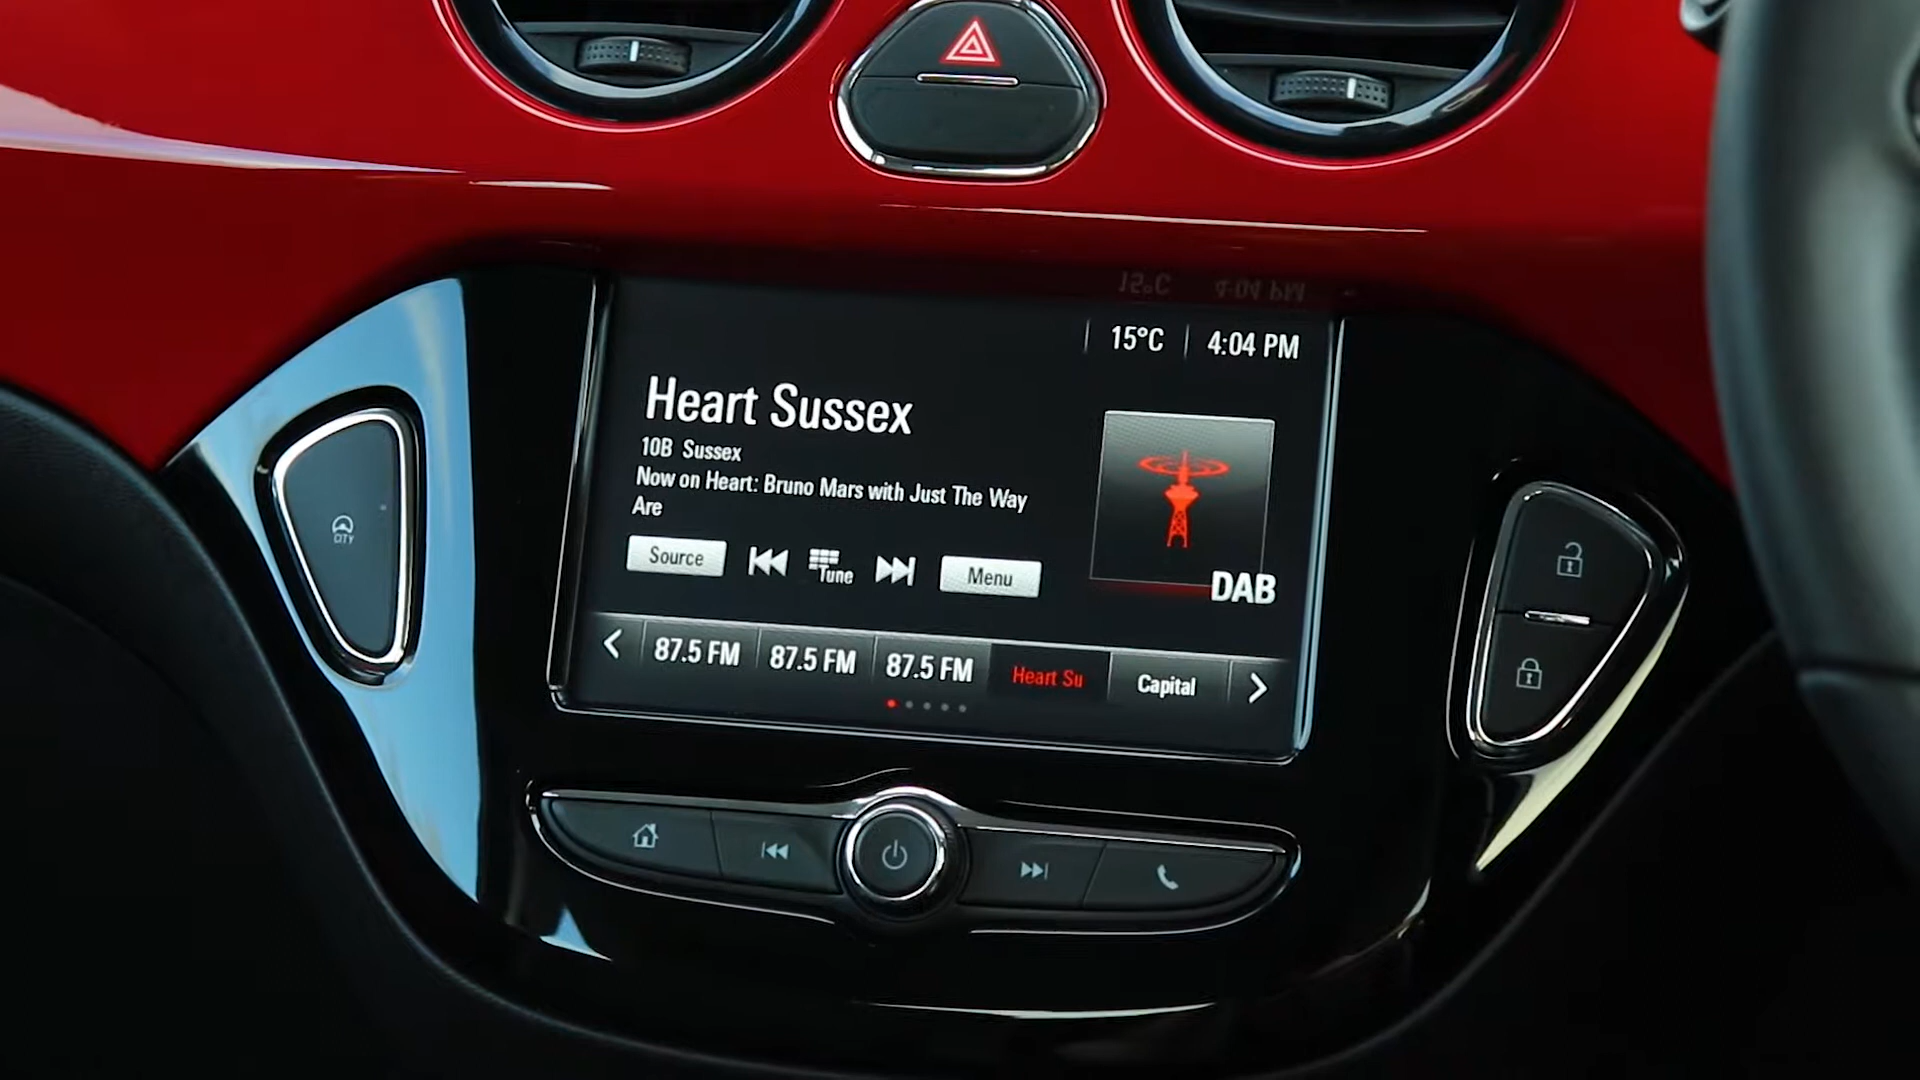 15°C 4:04 PM
Heart Sussex
10B Sussex
Now on Heart: Bruno Mars with Just The Way
Are
Source Tune Menu
DAB
87.5 FM 87.5 FM 87.5 FM Heart Su Capital
CITY